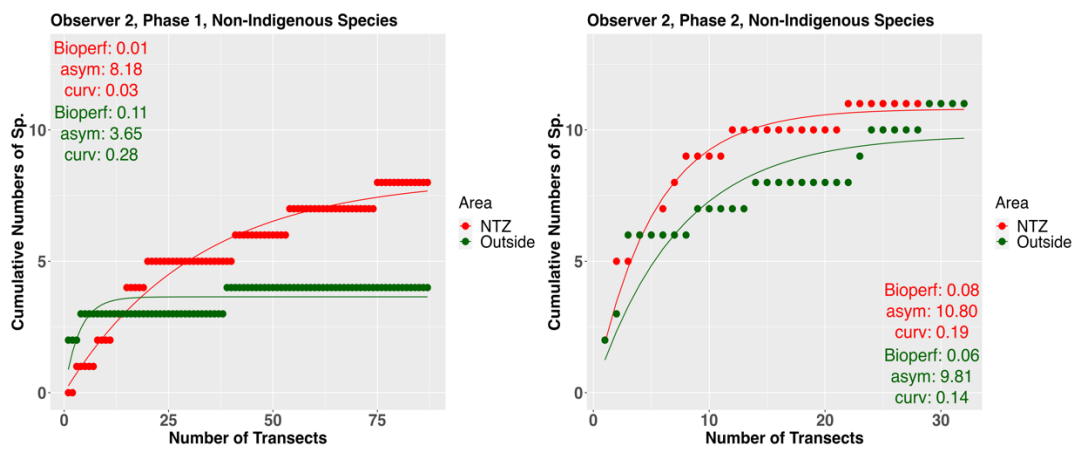 Observer 2, Phase 1, Non-Indigenous Species
Bioperf: 0.01
asym: 8.18
curv: 0.03
Bioperf: 0.11
asym: 3.65
curv: 0.28
Cumulative Numbers of Sp.
10
5
0
0
25
50
75
Number of Transects
Area
NTZ
Outside
Observer 2, Phase 2, Non-Indigenous Species
Cumulative Numbers of Sp.
10
5
0
Bioperf: 0.08
asym: 10.80
curv: 0.19
Bioperf: 0.06
asym: 9.81
curv: 0.14
0
10
20
30
Number of Transects
Area
NTZ
Outside